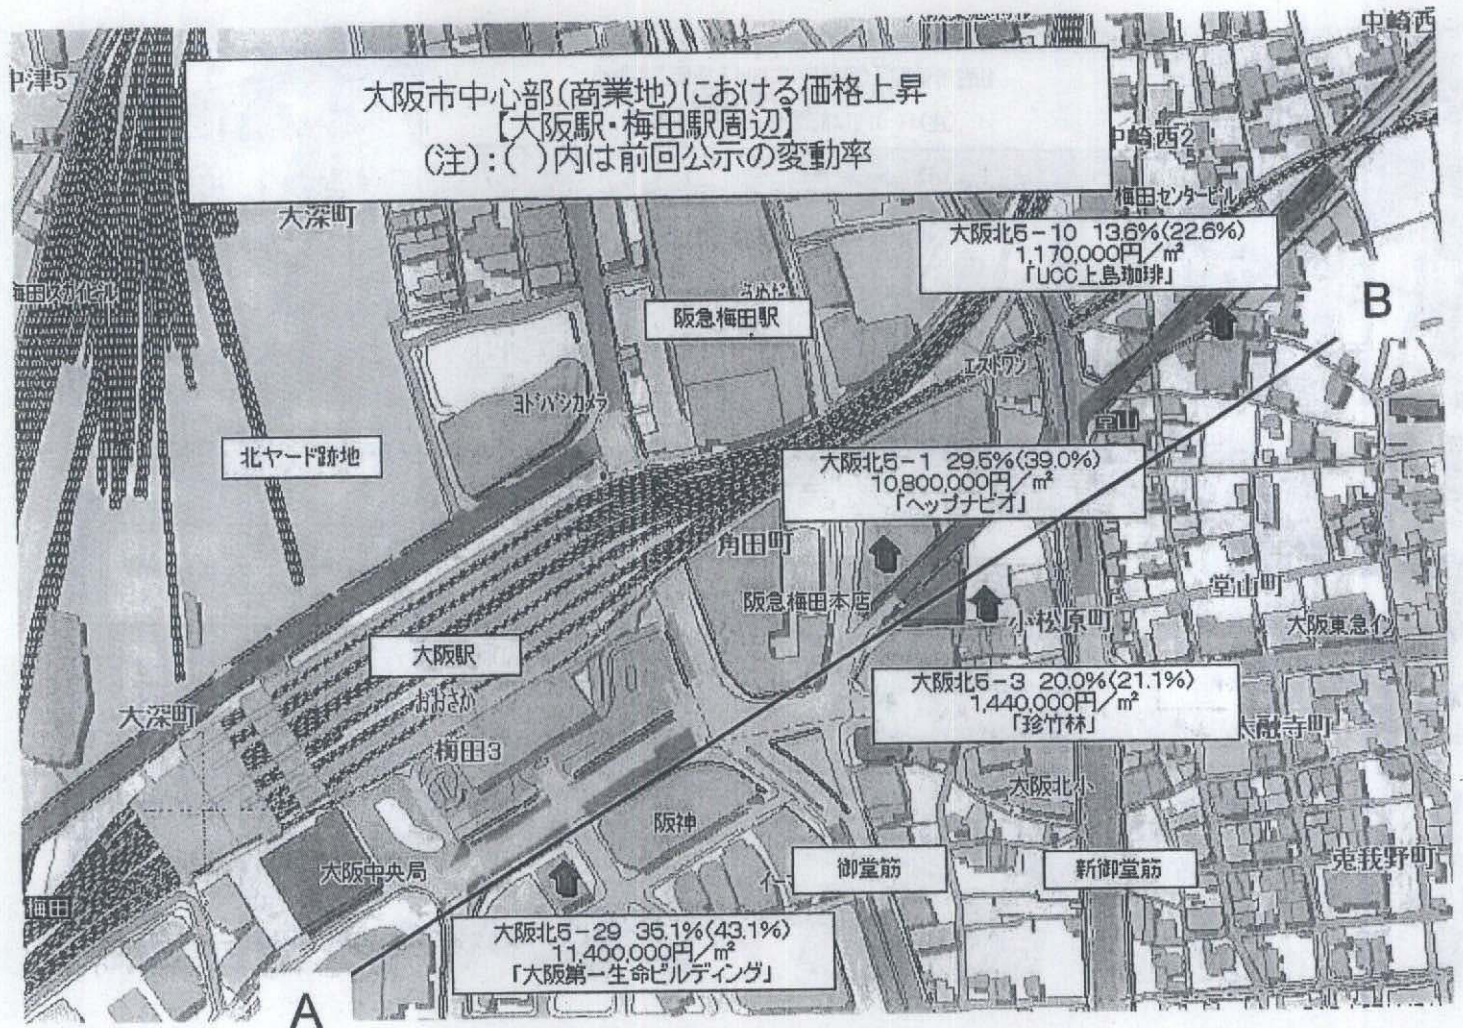 中崎西
中津5
大阪市中心部(商業地)における価格上昇
【大阪駅・梅田駅周辺】
(注):( )内は前回公示の変動率
中崎西2
大深町
梅田センタービル
大阪北5-10 13.6%(22.6%)
1,170,000円/㎡
「UCC上島珈琲」
梅田スカイビル
うめだ
阪急梅田駅
B
エストワン
ヨドバシカメラ
堂山
北ヤード跡地
大阪北5-1 29.5%(39.0%)
10,800,000円/㎡
「ヘップナビオ」
角田町
阪急梅田本店
堂山町
小松原町
大阪東急イン
大阪駅
大阪北5-3 20.0%(21.1%)
1,440,000円/㎡
「珍竹林」
おおさか
大深町
梅田3
太融寺町
大阪北小
阪神
大阪中央局
御堂筋
新御堂筋
兎我野町
梅田
大阪北5-29 35.1%(43.1%)
11,400,000円/㎡
「大阪第一生命ビルディング」
A